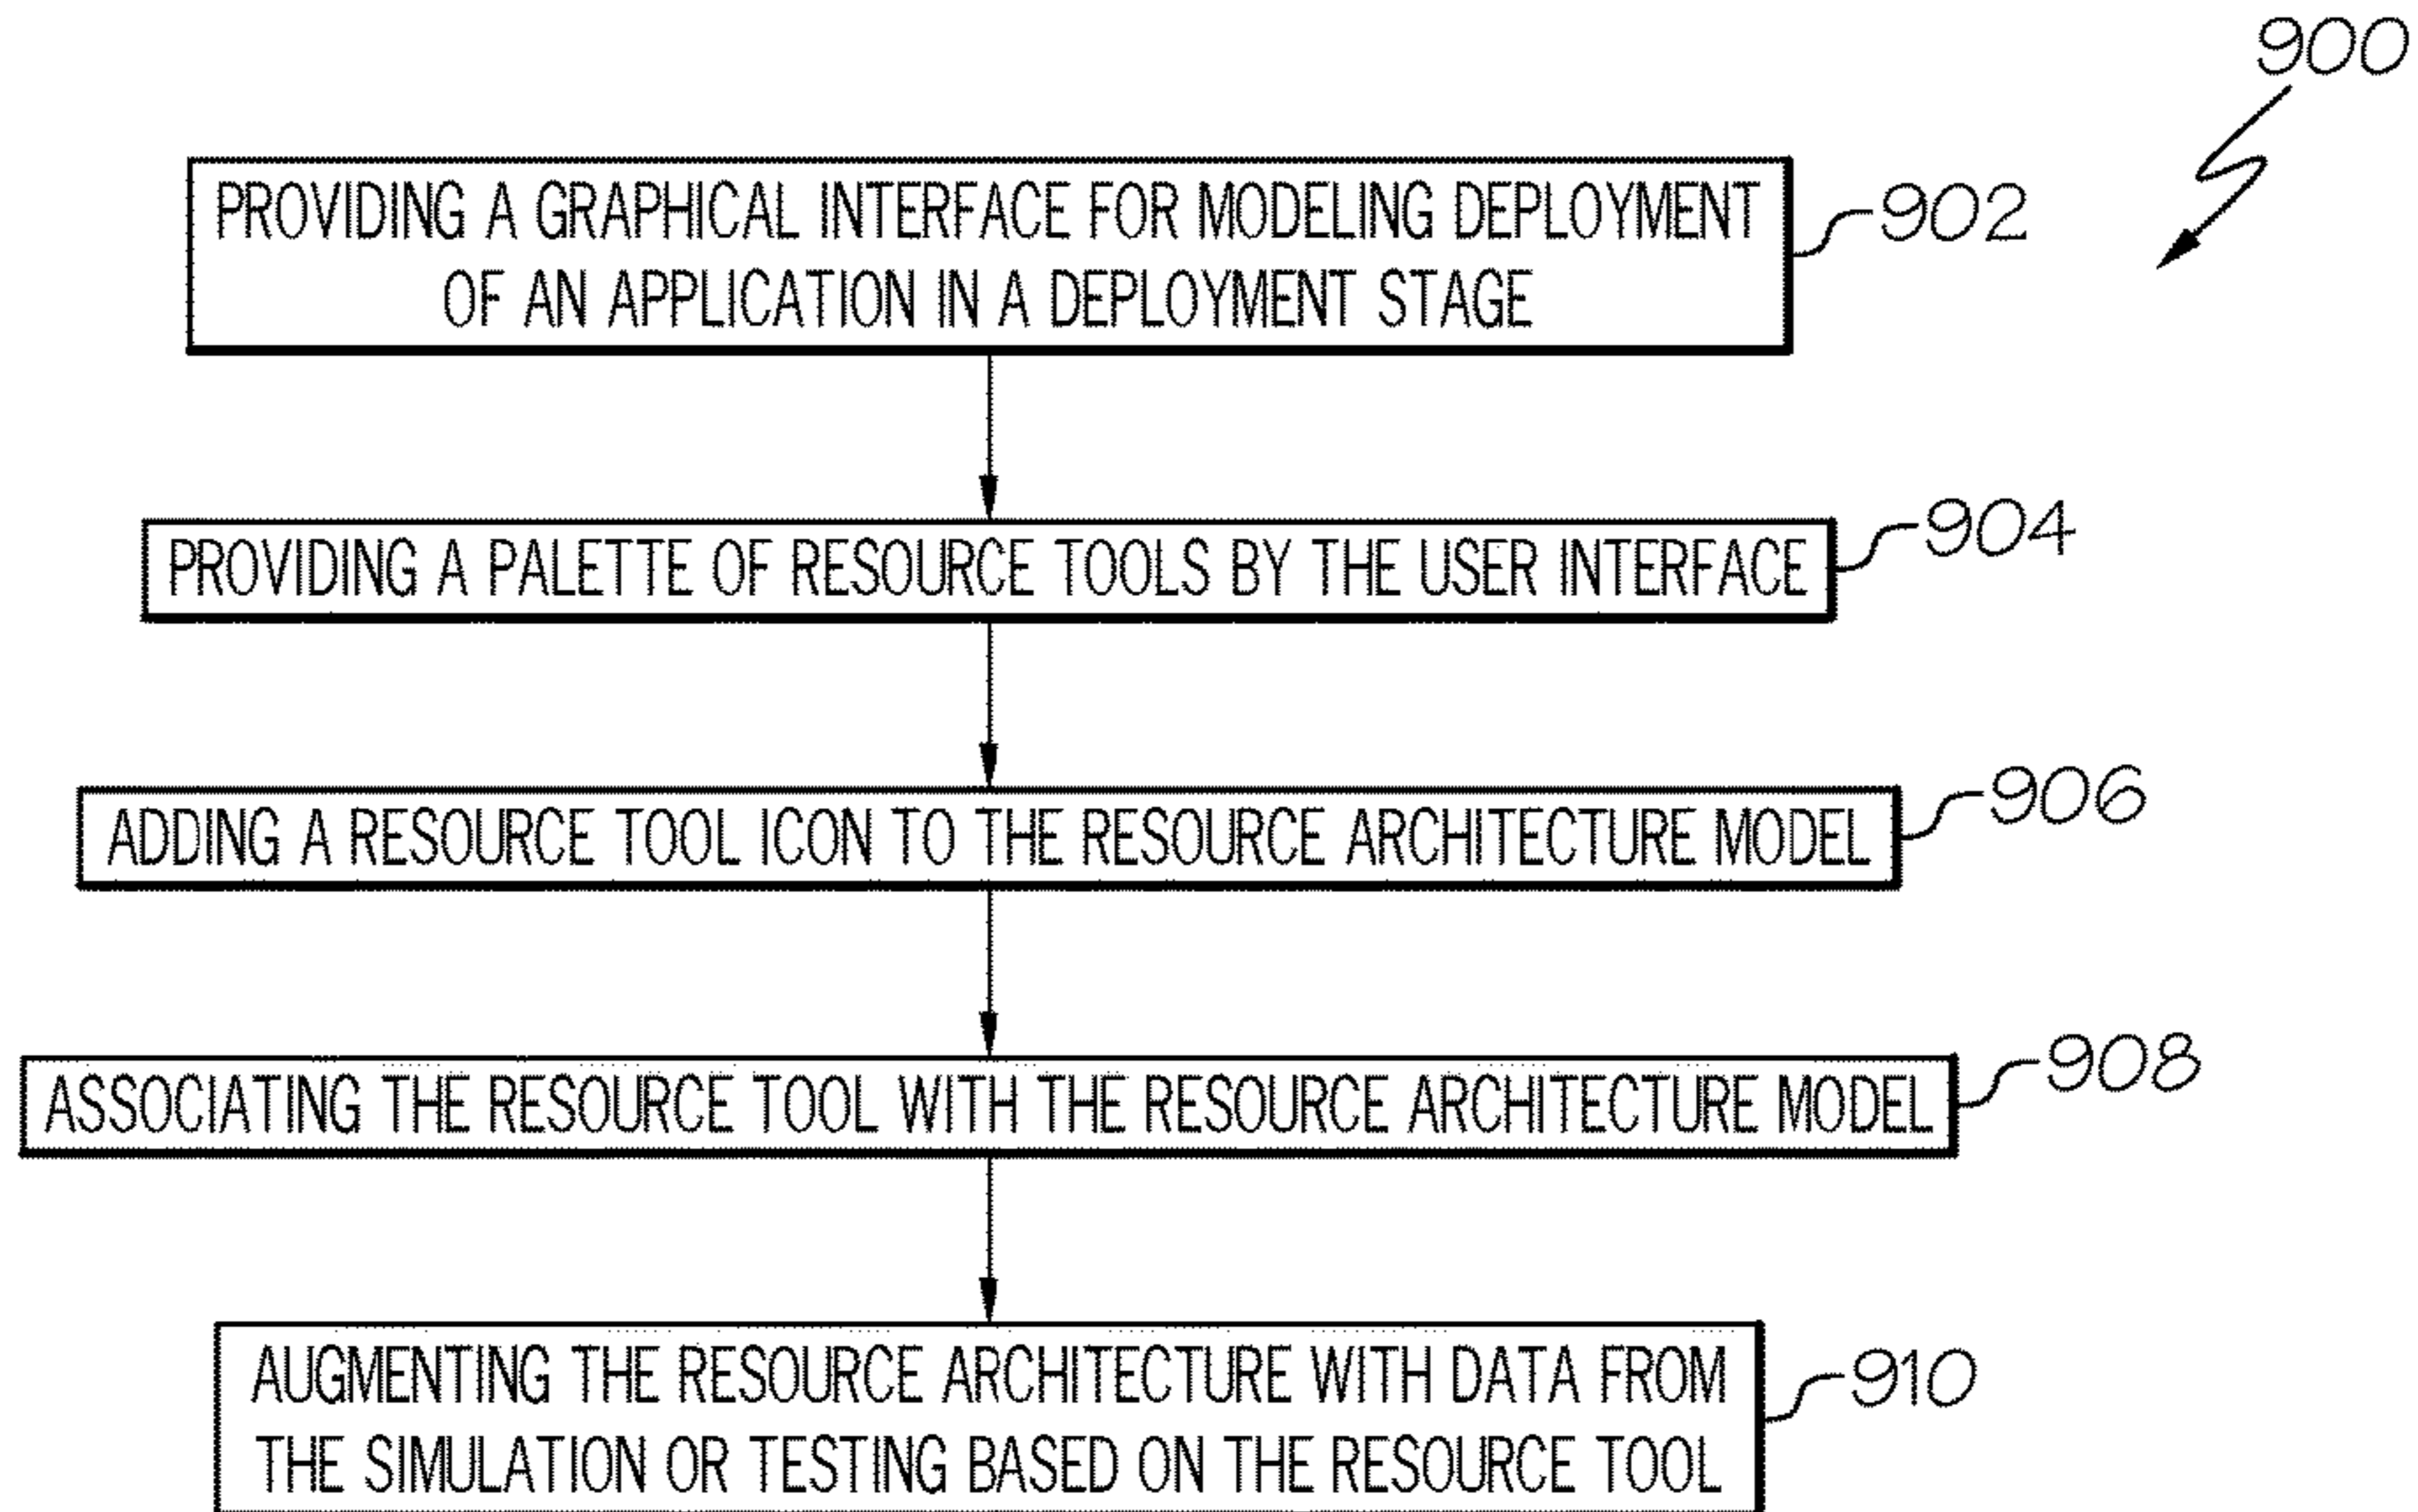 900
PROVIDING A GRAPHICAL INTERFACE FOR MODELING DEPLOYMENT
OF AN APPLICATION IN A DEPLOYMENT STAGE
902
PROVIDING A PALETTE OF RESOURCE TOOLS BY THE USER INTERFACE
904
ADDING A RESOURCE TOOL ICON TO THE RESOURCE ARCHITECTURE MODEL
906
ASSOCIATING THE RESOURCE TOOL WITH THE RESOURCE ARCHITECTURE MODEL
908
AUGMENTING THE RESOURCE ARCHITECTURE WITH DATA FROM
THE SIMULATION OR TESTING BASED ON THE RESOURCE TOOL
910